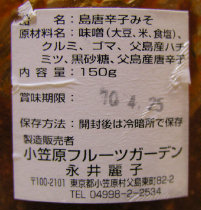 名　　称：島唐辛子みそ
原材料名：味噌(大豆、米、食塩)、
クルミ、ゴマ、父島産ハチ
ミツ、黒砂糖、父島産唐辛子
内 容 量：150g
賞味期限：10.4.25
保存方法：開封後は冷暗所で保存
製造販売者
小笠原フルーツガーデン
永 井 麗 子
〒100-2101 東京都小笠原村父島東町82-2
TEL 04998-2-2534